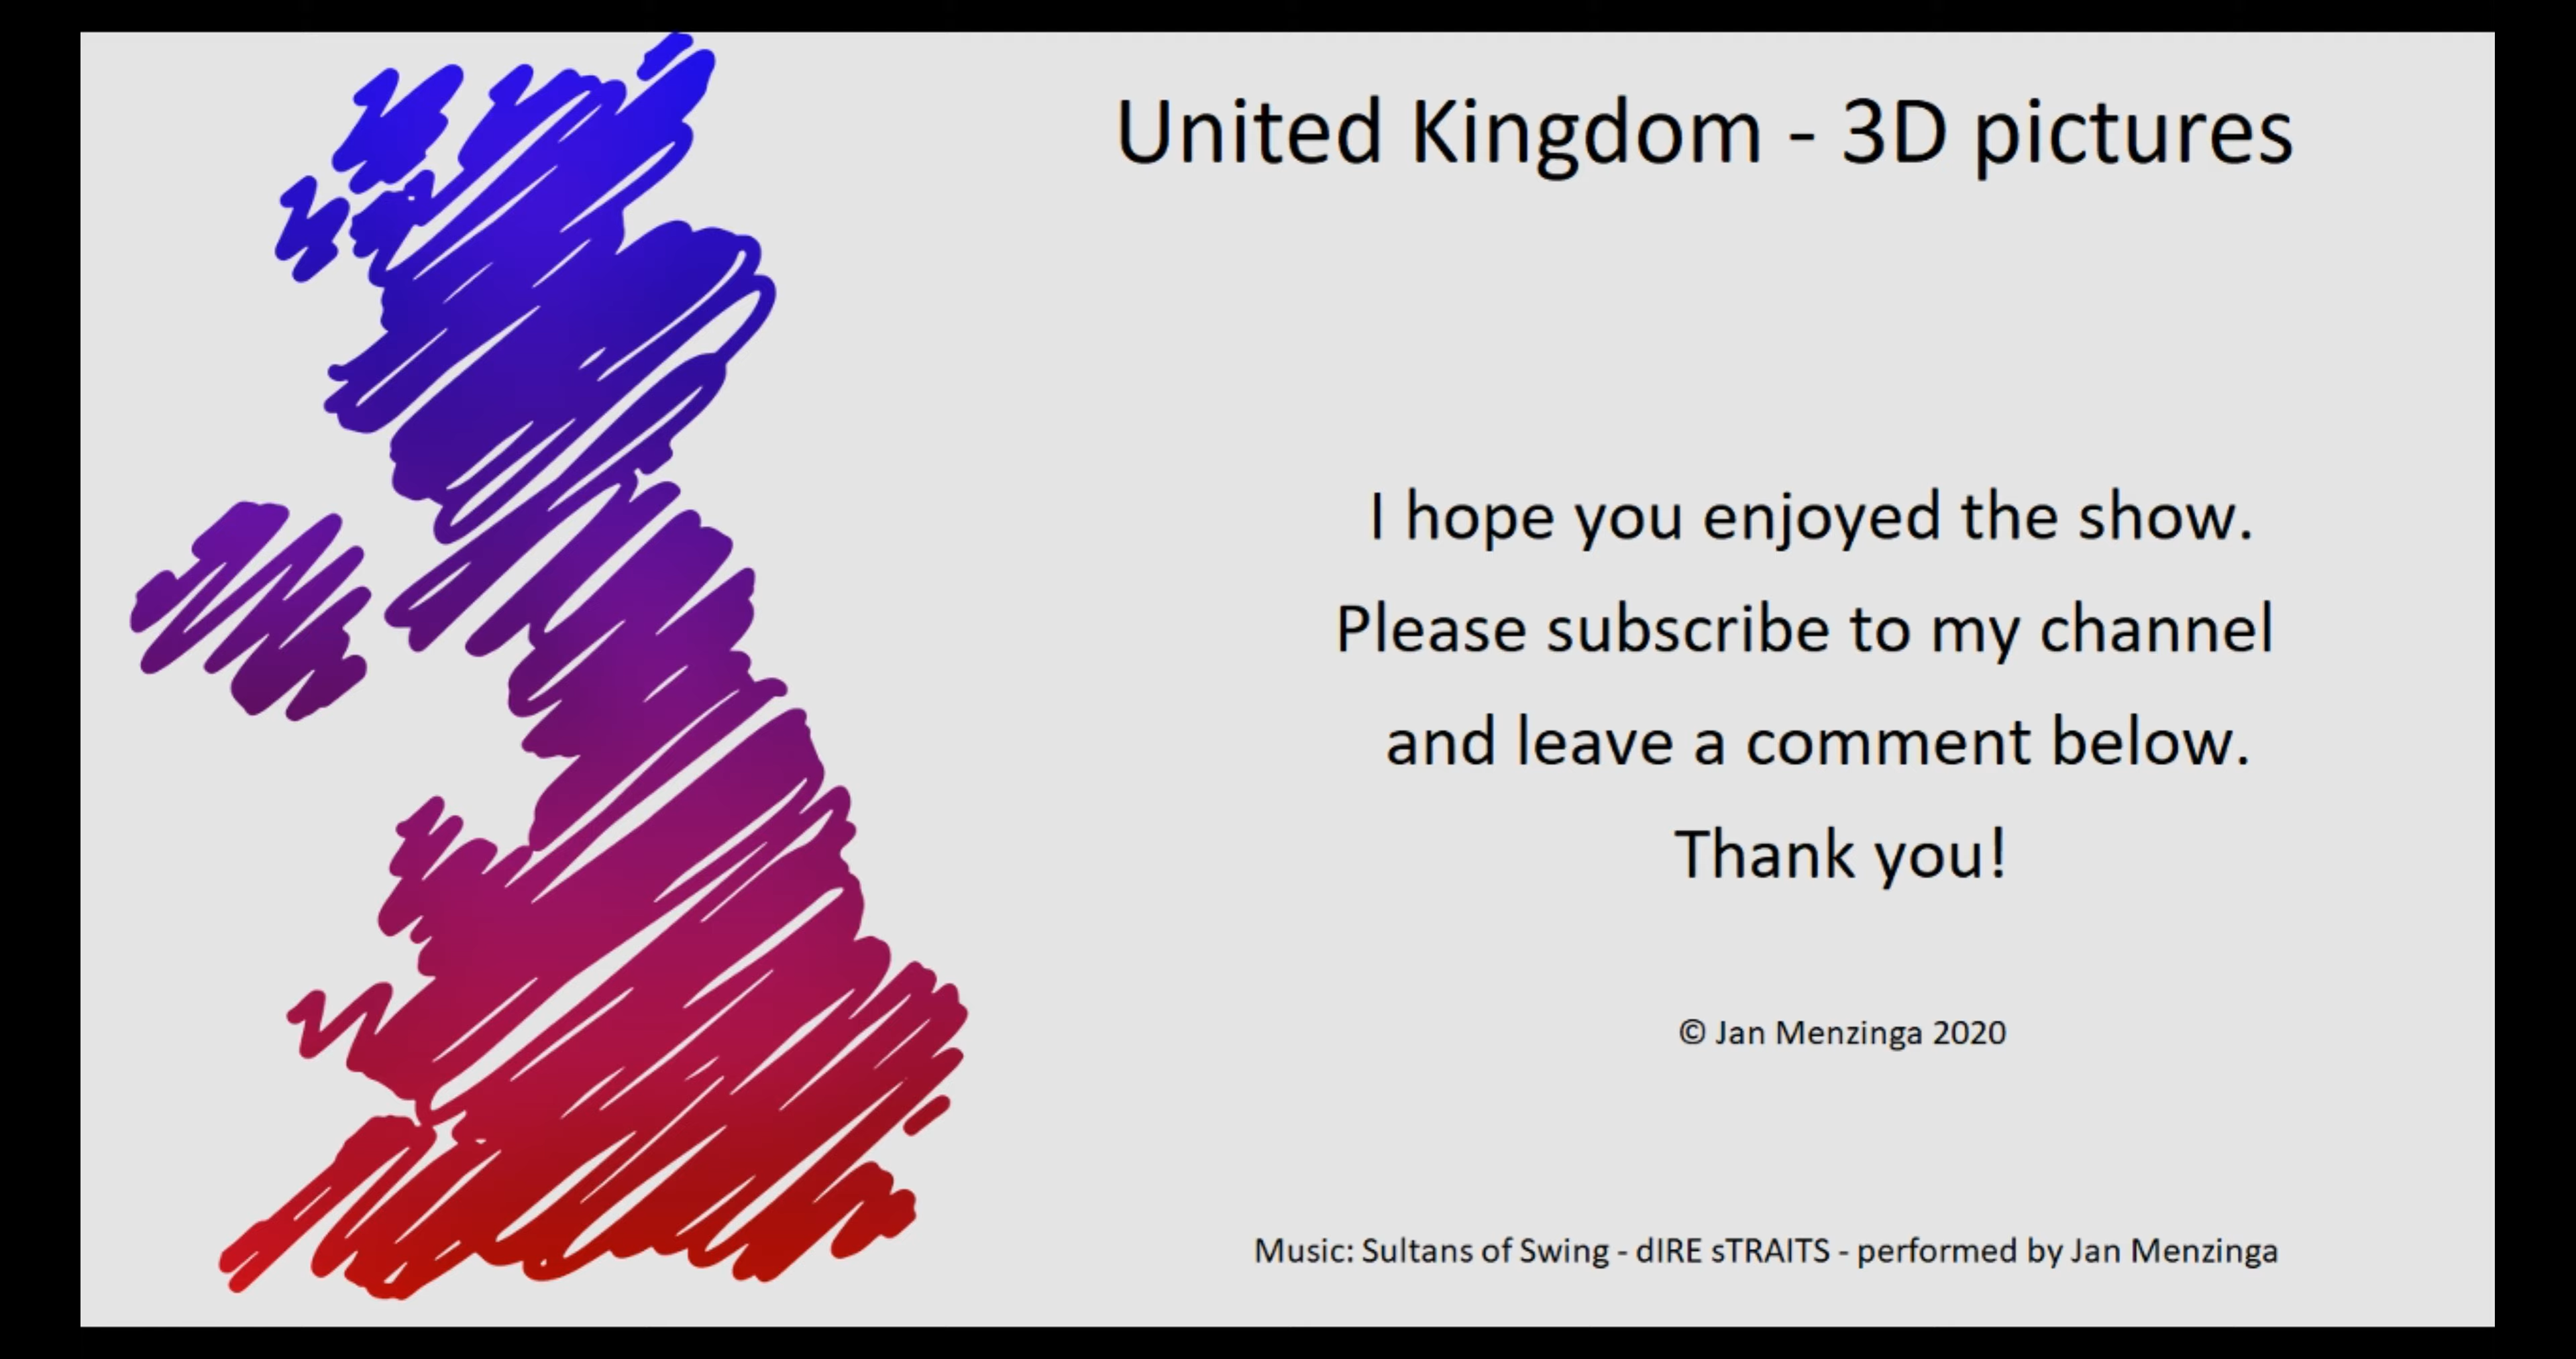 United Kingdom - 3D pictures
I hope you enjoyed the show.
Please subscribe to my channel
and leave a comment below.
Thank you!
© Jan Menzinga 2020
Music: Sultans of Swing - dIRE sTRAITS - performed by Jan Menzinga